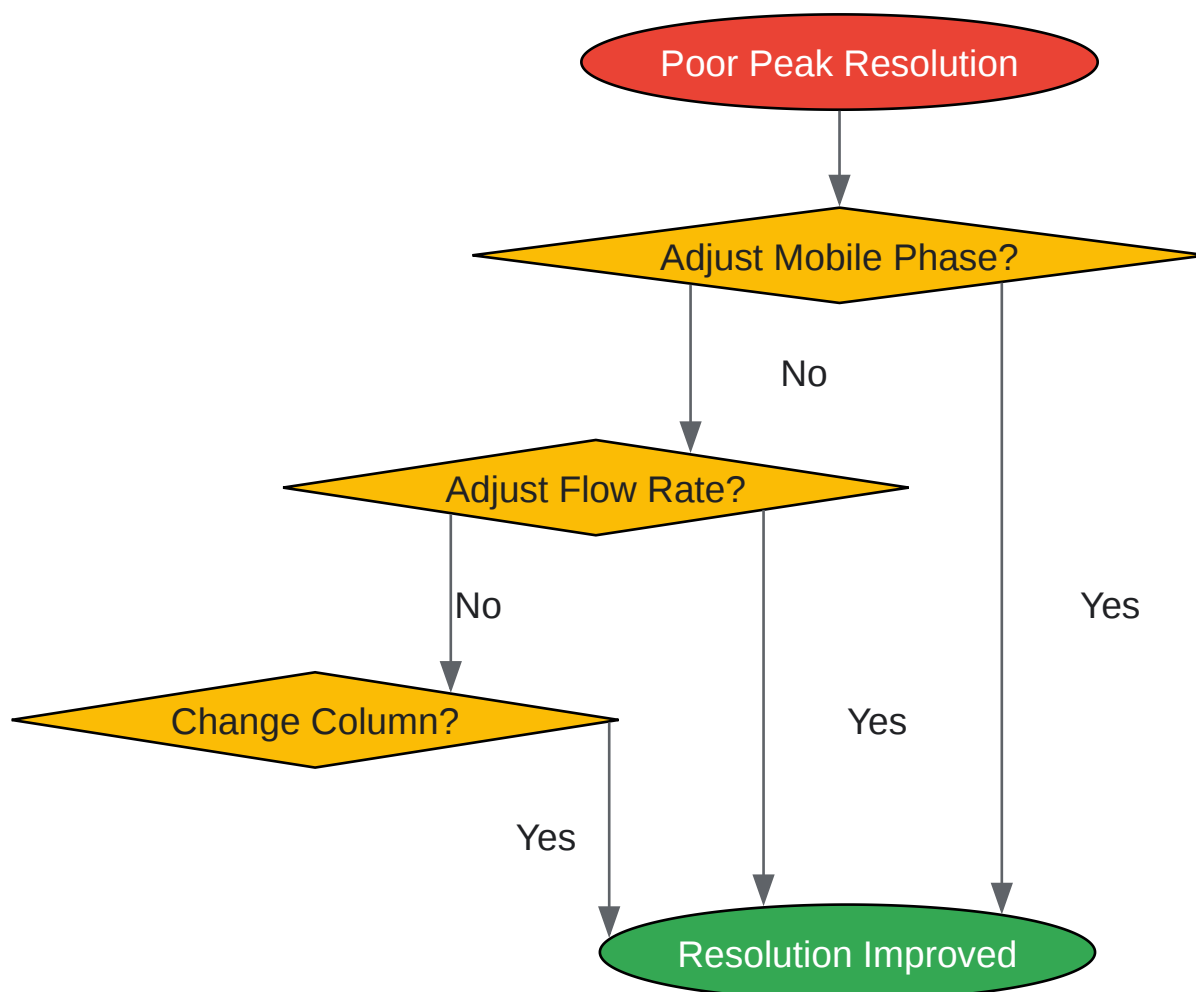 Poor Peak Resolution
Adjust Mobile Phase?
No
Adjust Flow Rate?
No
Yes
Change Column?
Yes
Yes
Resolution Improved